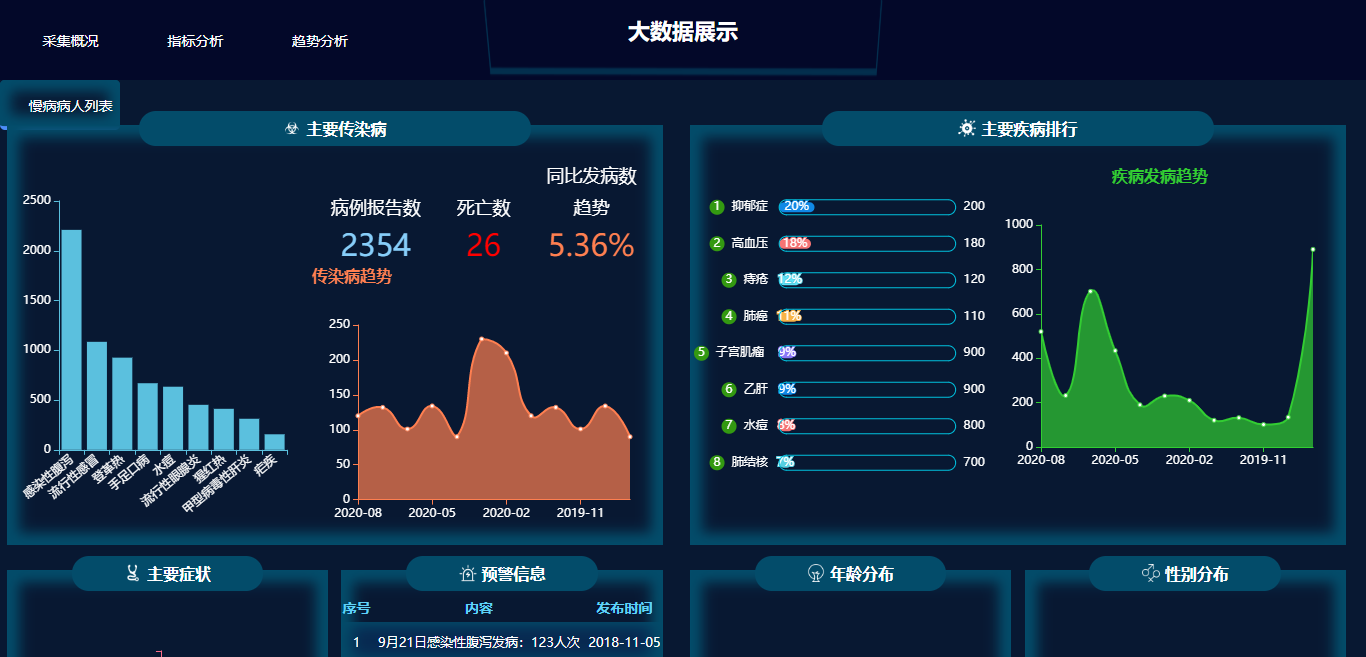 大数据展示
采集概况 指标分析 趋势分析
慢病病人列表
主要传染病
2500
2000
1500
1000
500
0
感染性腹泻
流行性感冒
登革热
手足口病
水痘
流行性腮腺炎
猩红热
甲型病毒性肝炎
疟疾
病例报告数
2354
死亡数
26
同比发病数
趋势
5.36%
传染病趋势
250
200
150
100
50
0
2020-08 2020-05 2020-02 2019-11
主要疾病排行
1 抑郁症 20% 200
2 高血压 18% 180
3 痔疮 12% 120
4 肺癌 11% 110
5 子宫肌瘤 9% 900
6 乙肝 9% 900
7 水痘 8% 800
8 肺结核 7% 700
疾病发病趋势
1000
800
600
400
200
0
2020-08 2020-05 2020-02 2019-11
主要症状
预警信息
序号 内容 发布时间
1 9月21日感染性腹泻发病：123人次 2018-11-05
年龄分布
性别分布